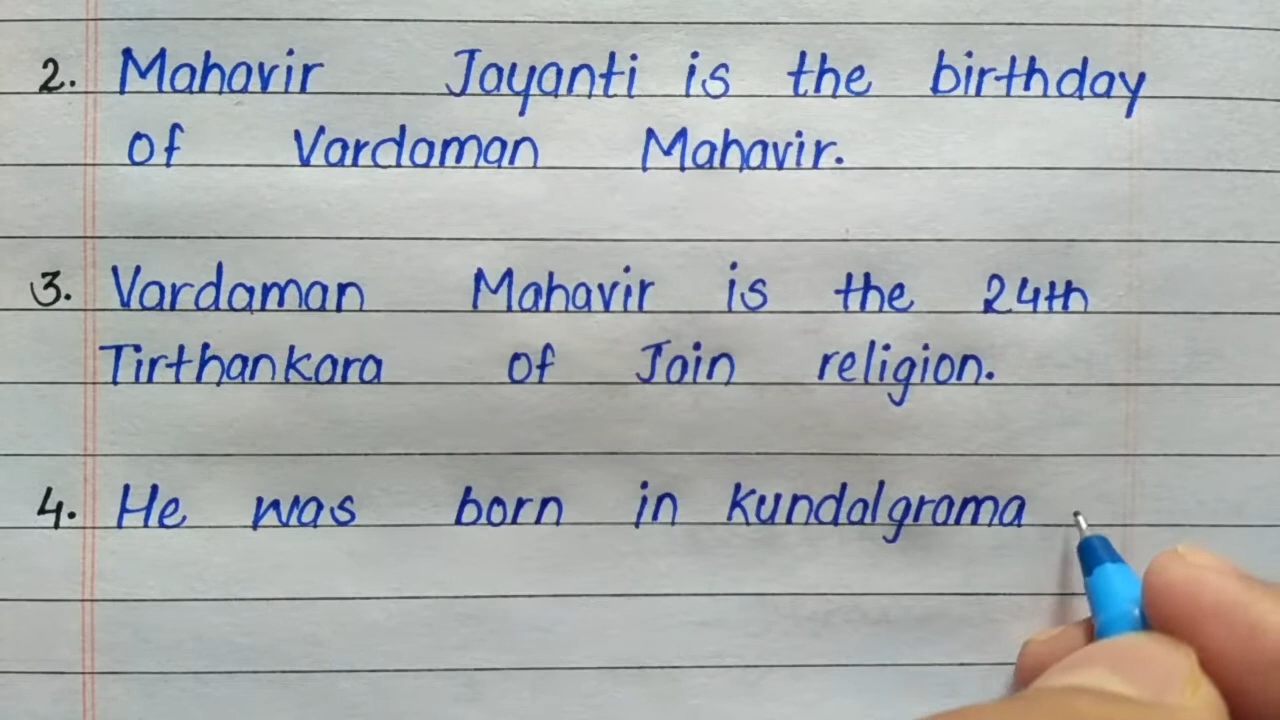 2. Mahavir Jayanti is the birthday
of Vardaman Mahavir.
3. Vardaman Mahavir is the 24th
Tirthankara of Jain religion.
4. He was born in Kundalgrama